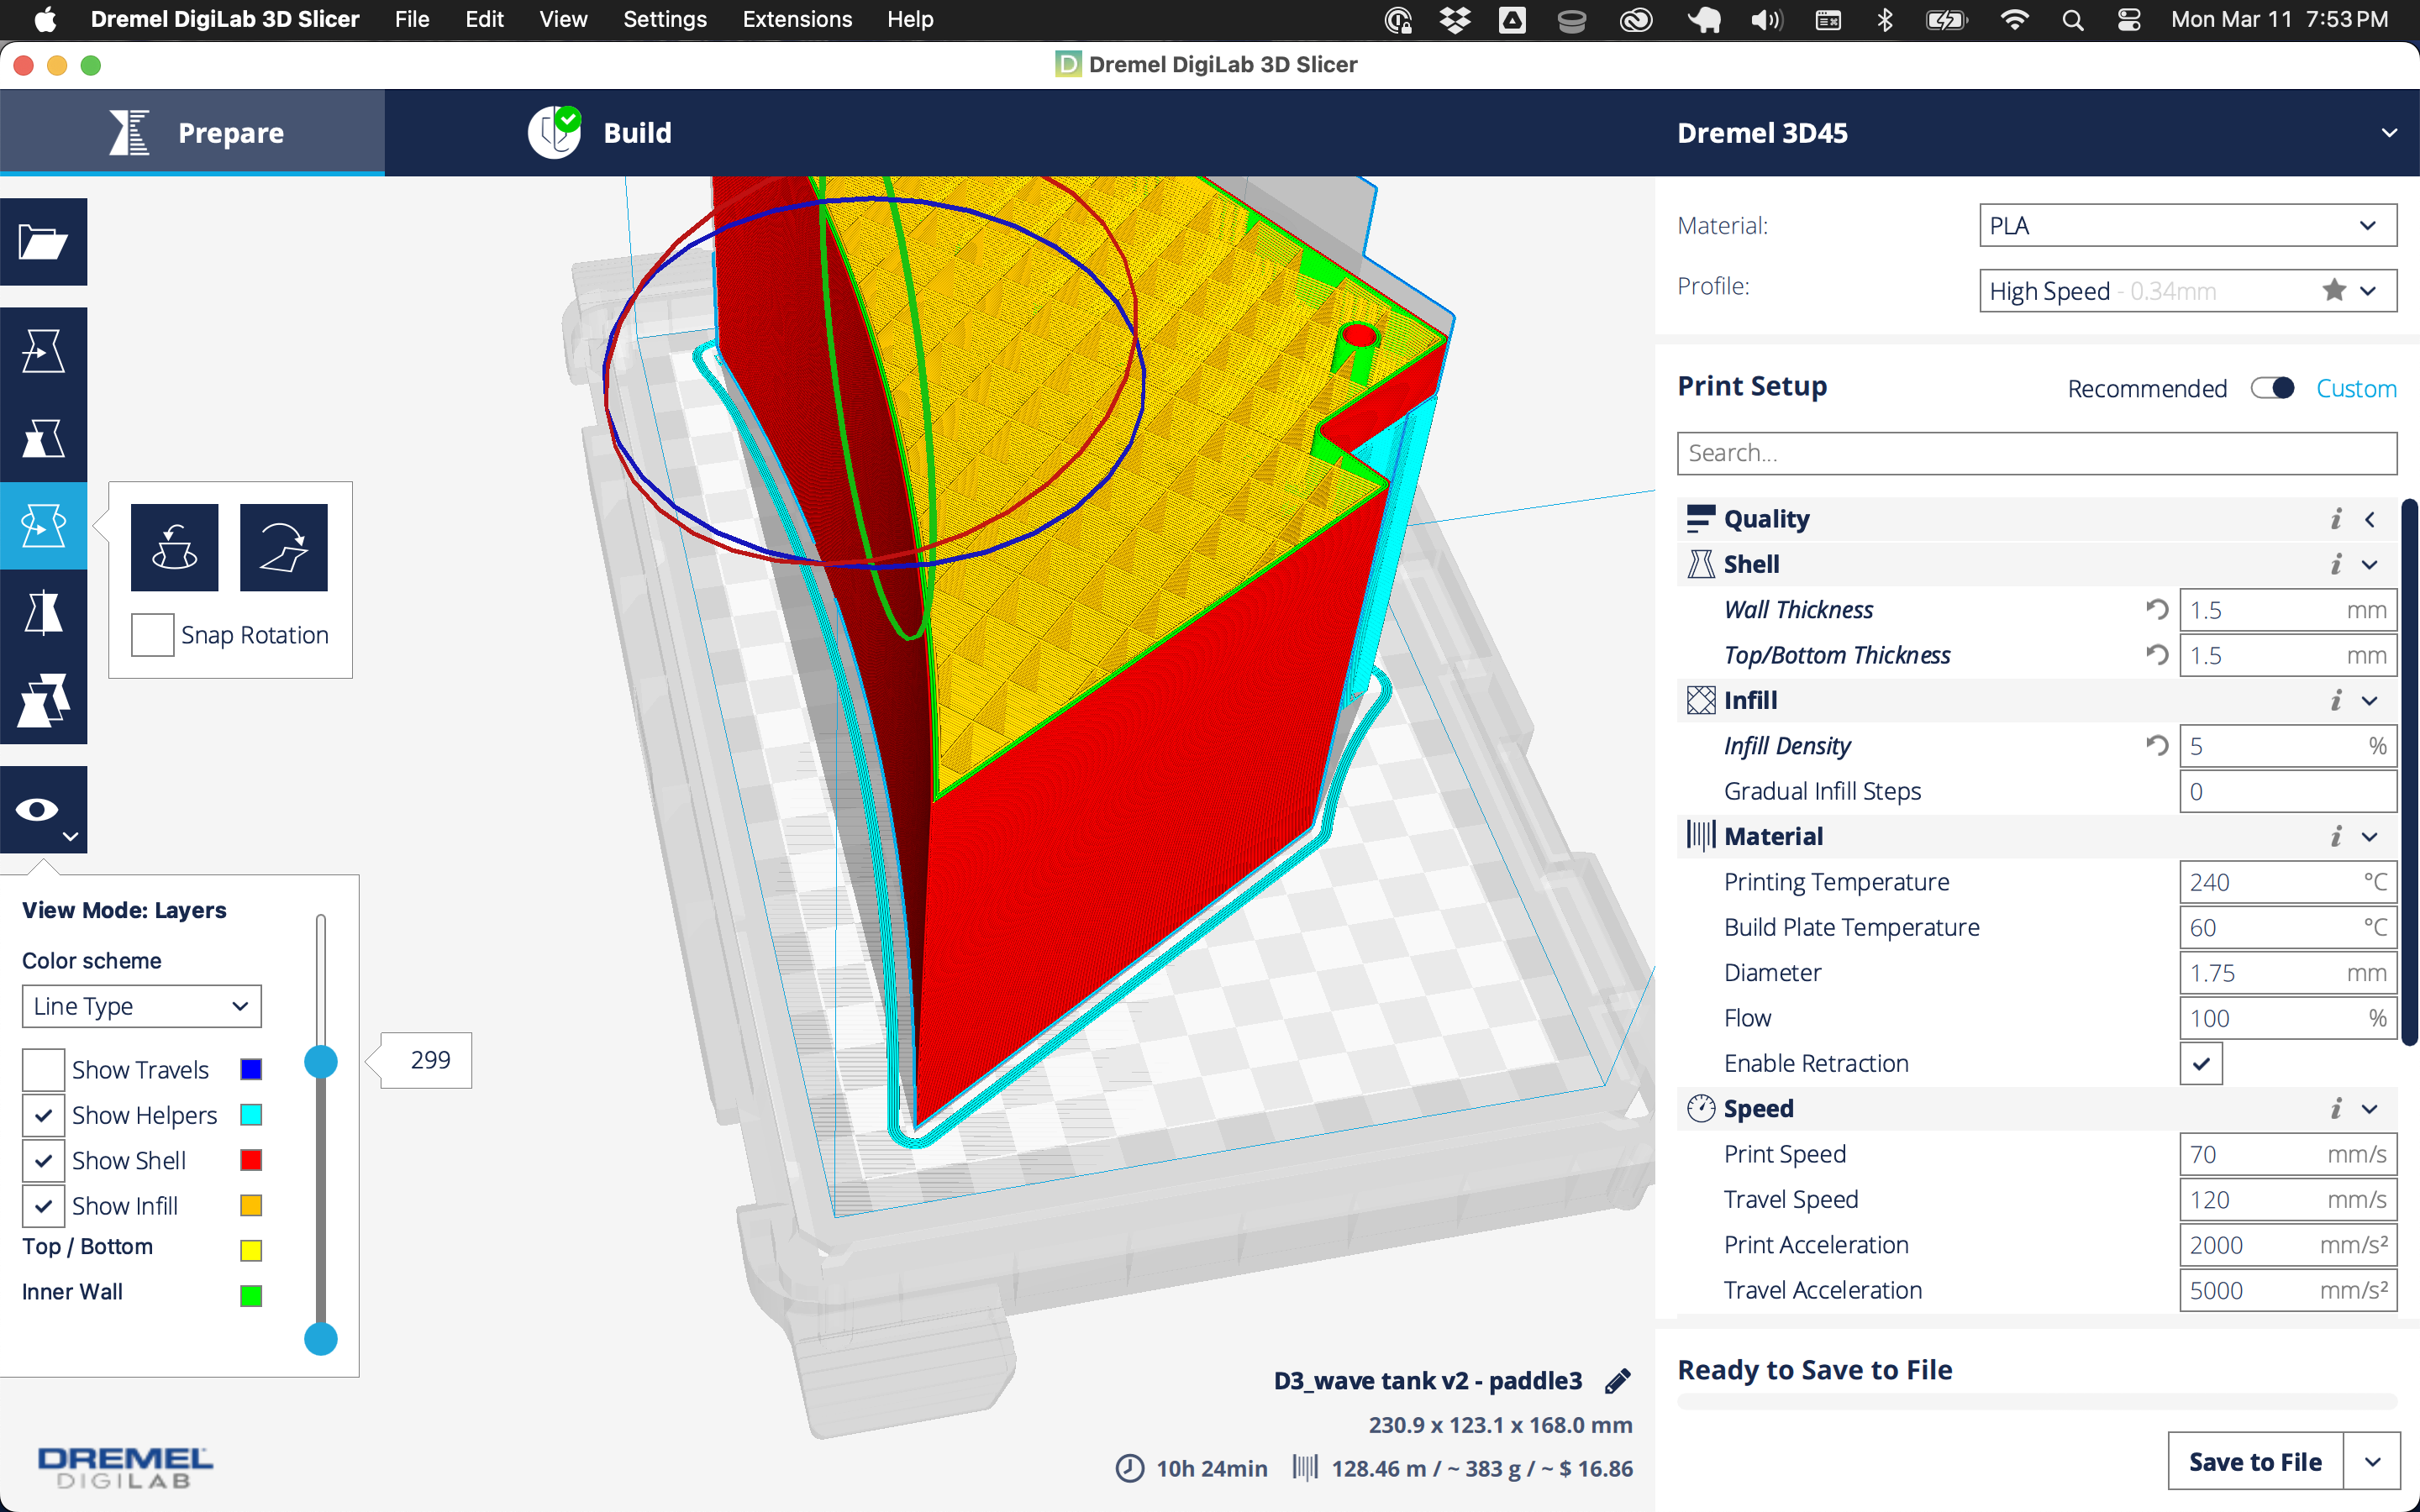 Dremel DigiLab 3D Slicer File Edit View Settings Extensions Help Mon Mar 11 7:53 PM
D Dremel DigiLab 3D Slicer
Prepare Build Dremel 3D45
Material: PLA
Profile: High Speed - 0.34mm
Print Setup Recommended Custom
Search...
Quality i
Shell i
Wall Thickness 1.5 mm
Top/Bottom Thickness 1.5 mm
Infill i
Infill Density 5 %
Gradual Infill Steps 0
Material i
Printing Temperature 240 °C
Build Plate Temperature 60 °C
Diameter 1.75 mm
Flow 100 %
Enable Retraction
Speed i
Print Speed 70 mm/s
Travel Speed 120 mm/s
Print Acceleration 2000 mm/s²
Travel Acceleration 5000 mm/s²
Ready to Save to File
Save to File
Snap Rotation
View Mode: Layers
Color scheme
Line Type
Show Travels
Show Helpers
Show Shell
Show Infill
Top / Bottom
Inner Wall
299
D3_wave tank v2 - paddle3
230.9 x 123.1 x 168.0 mm
10h 24min 128.46 m / ~ 383 g / ~ $ 16.86
DREMEL
DIGILAB